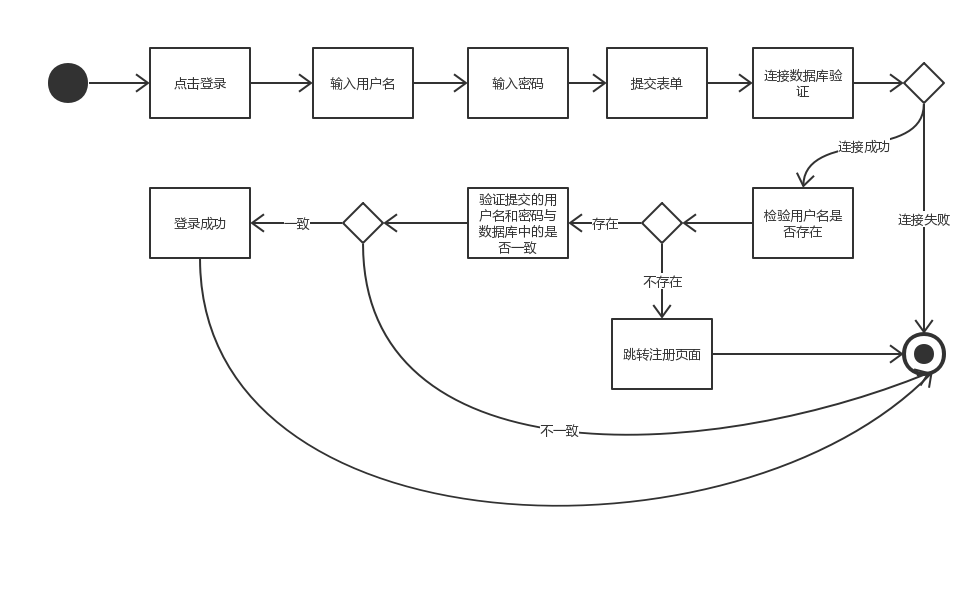 点击登录
输入用户名
输入密码
提交表单
连接数据库验
证
连接成功
登录成功
一致
验证提交的用
户名和密码与
数据库中的是
否一致
存在
检验用户名是
否存在
连接失败
不存在
跳转注册页面
不一致